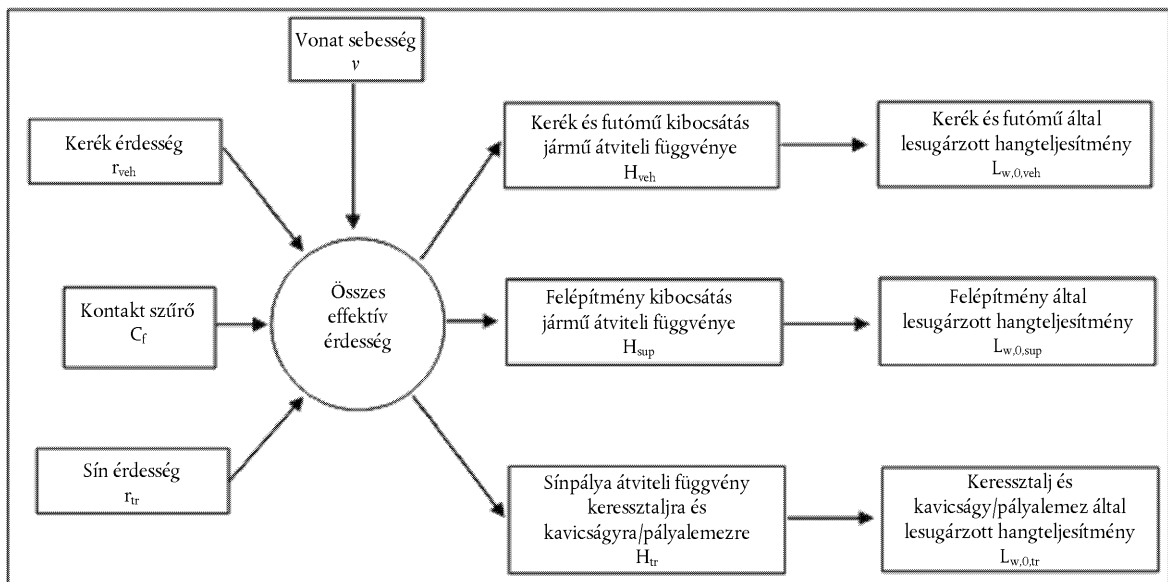 Vonat sebesség
v
Kerék érdesség
r_veh
Kontakt szűrő
C_f
Sín érdesség
r_tr
Összes
effektív
érdesség
Kerék és futómű kibocsátás
jármű átviteli függvénye
H_veh
Felépítmény kibocsátás
jármű átviteli függvénye
H_sup
Sínpálya átviteli függvény
keressztaljra és
kavicságyra/pályalemezre
H_tr
Kerék és futómű által
lesugárzott hangteljesítmény
L_w,0,veh
Felépítmény által
lesugárzott hangteljesítmény
L_w,0,sup
Keressztalj és
kavicságy/pályalemez által
lesugárzott hangteljesítmény
L_w,0,tr